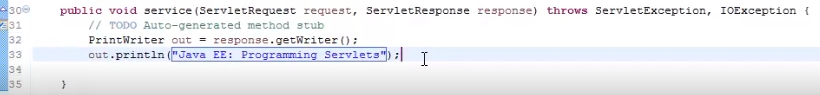 30 public void service(ServletRequest request, ServletResponse response) throws ServletException, IOException {
31 // TODO Auto-generated method stub
32 PrintWriter out = response.getWriter();
33 out.println("Java EE: Programming Servlets");
34
35 }